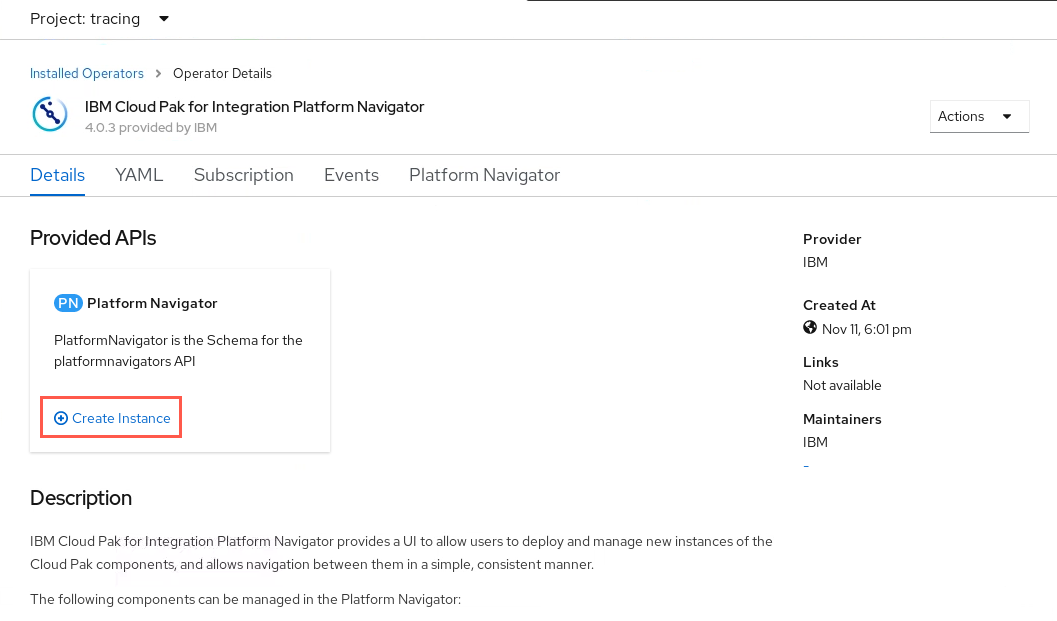 Project: tracing
Installed Operators
Operator Details
IBM Cloud Pak for Integration Platform Navigator
4.0.3 provided by IBM
Actions
Details
YAML
Subscription
Events
Platform Navigator
Provided APIs
PN Platform Navigator
PlatformNavigator is the Schema for the
platformnavigators API
Create Instance
Provider
IBM
Created At
Nov 11, 6:01 pm
Links
Not available
Maintainers
IBM
Description
IBM Cloud Pak for Integration Platform Navigator provides a UI to allow users to deploy and manage new instances of the
Cloud Pak components, and allows navigation between them in a simple, consistent manner.
The following components can be managed in the Platform Navigator: